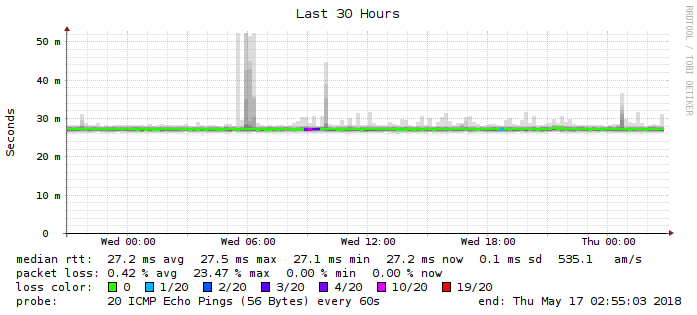 Last 30 Hours
RRDTOOL / TOBI OETIKER
Seconds
50 m
40 m
30 m
20 m
10 m
0
Wed 00:00 Wed 06:00 Wed 12:00 Wed 18:00 Thu 00:00
median rtt: 27.2 ms avg 27.5 ms max 27.1 ms min 27.2 ms now 0.1 ms sd 535.1 am/s
packet loss: 0.42 % avg 23.47 % max 0.00 % min 0.00 % now
loss color: 0 1/20 2/20 3/20 4/20 10/20 19/20
probe: 20 ICMP Echo Pings (56 Bytes) every 60s end: Thu May 17 02:55:03 2018